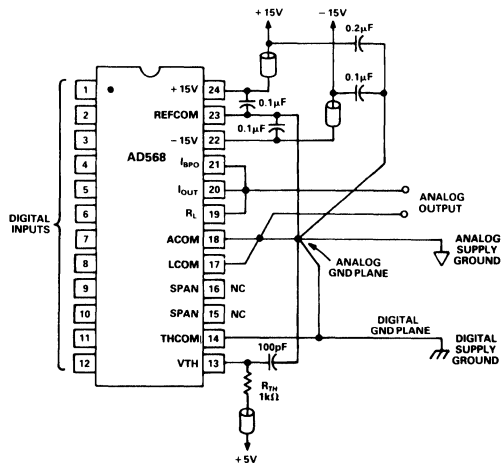 +15V
−15V
0.2µF
0.1µF
0.1µF
0.1µF
DIGITAL
INPUTS
1
2
3
4
5
6
7
8
9
10
11
12
AD568
+15V 24
REFCOM 23
−15V 22
IBPO 21
IOUT 20
RL 19
ACOM 18
LCOM 17
SPAN 16 NC
SPAN 15 NC
THCOM 14
VTH 13
ANALOG
OUTPUT
ANALOG
GND PLANE
ANALOG
SUPPLY
GROUND
DIGITAL
GND PLANE
DIGITAL
SUPPLY
GROUND
100pF
RTH
1kΩ
+5V